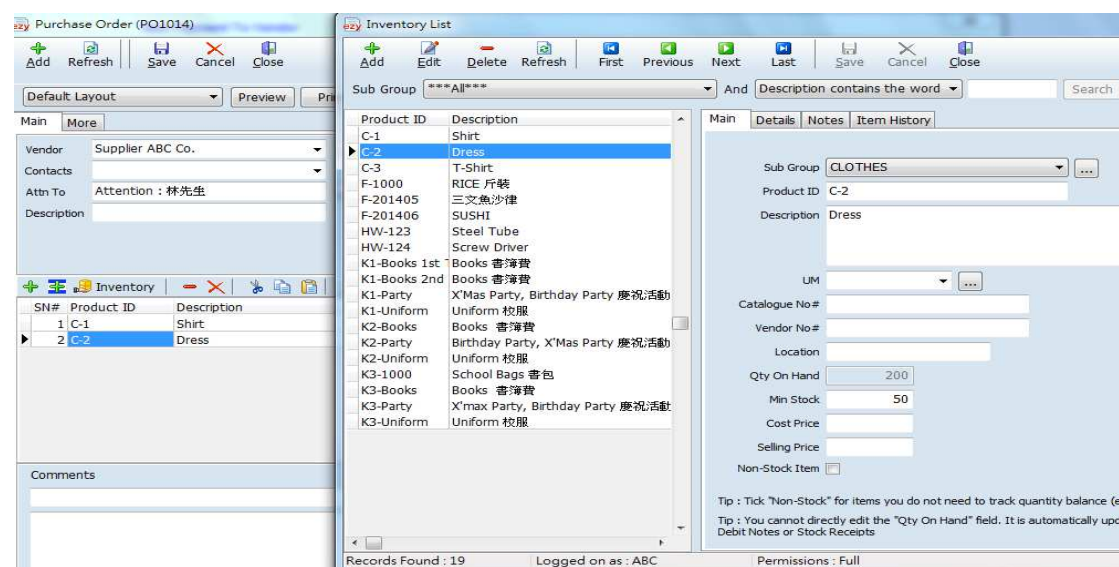 ezy Purchase Order (PO1014)
Add Refresh Save Cancel Close
Default Layout Preview
Main More
Vendor Supplier ABC Co.
Contacts
Attn To Attention : 林先生
Description
Inventory
SN# Product ID Description
1 C-1 Shirt
2 C-2 Dress
Comments
ezy Inventory List
Add Edit Delete Refresh First Previous Next Last Save Cancel Close
Sub Group ***All*** And Description contains the word Search
Product ID Description
C-1 Shirt
C-2 Dress
C-3 T-Shirt
F-1000 RICE 斤裝
F-201405 三文魚沙律
F-201406 SUSHI
HW-123 Steel Tube
HW-124 Screw Driver
K1-Books 1st Books 書簿費
K1-Books 2nd Books 書簿費
K1-Party X'Mas Party, Birthday Party 慶祝活動
K1-Uniform Uniform 校服
K2-Books Books 書簿費
K2-Party Birthday Party, X'Mas Party 慶祝活動
K2-Uniform Uniform 校服
K3-1000 School Bags 書包
K3-Books Books 書簿費
K3-Party X'max Party, Birthday Party 慶祝活動
K3-Uniform Uniform 校服
Main Details Notes Item History
Sub Group CLOTHES ...
Product ID C-2
Description Dress
UM ...
Catalogue No#
Vendor No#
Location
Qty On Hand 200
Min Stock 50
Cost Price
Selling Price
Non-Stock Item
Tip : Tick "Non-Stock" for items you do not need to track quantity balance
Tip : You cannot directly edit the "Qty On Hand" field. It is automatically
Debit Notes or Stock Receipts
Records Found : 19 Logged on as : ABC Permissions : Full